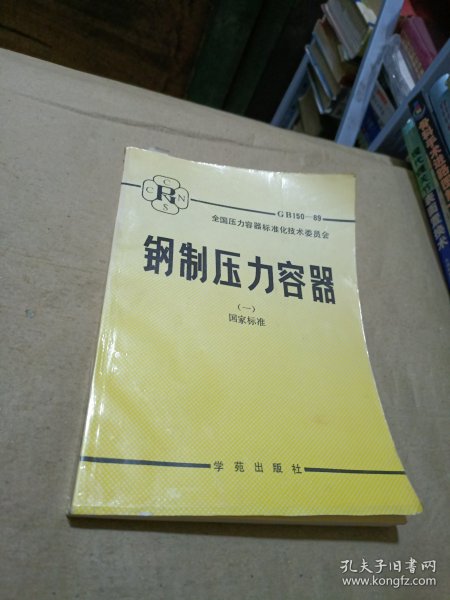 C
C R N
S
GB150—89
全国压力容器标准化技术委员会
钢制压力容器
(一)
国家标准
学苑出版社
孔夫子旧书网
www.kongfz.com